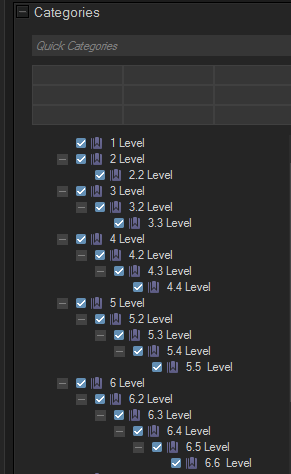 Categories
Quick Categories
1 Level
2 Level
2.2 Level
3 Level
3.2 Level
3.3 Level
4 Level
4.2 Level
4.3 Level
4.4 Level
5 Level
5.2 Level
5.3 Level
5.4 Level
5.5  Level
6 Level
6.2 Level
6.3 Level
6.4 Level
6.5 Level
6.6  Level